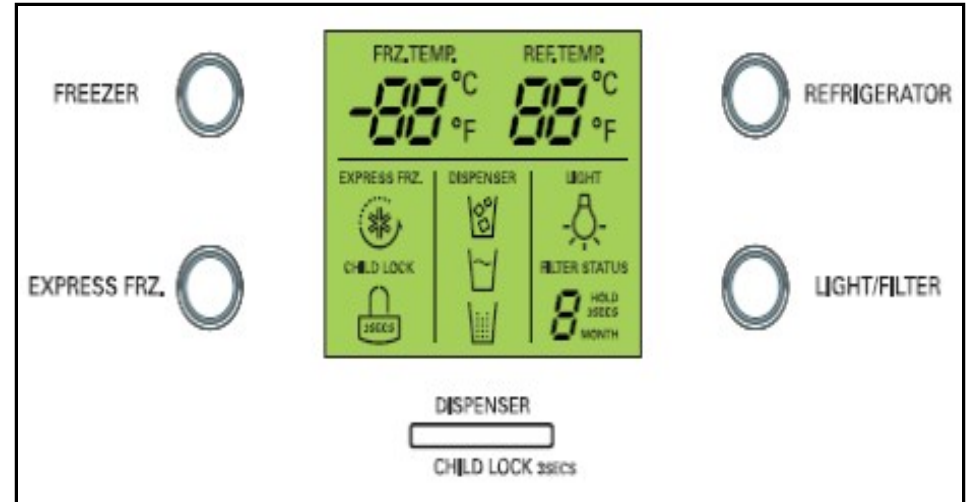 FRZ.TEMP. REF.TEMP.
-88 °C °F 88 °C °F
FREEZER
REFRIGERATOR
EXPRESS FRZ. DISPENSER LIGHT
CHILD LOCK FILTER STATUS
3SECS
8 HOLD
3SECS
MONTH
EXPRESS FRZ.
LIGHT/FILTER
DISPENSER
CHILD LOCK 3SECS